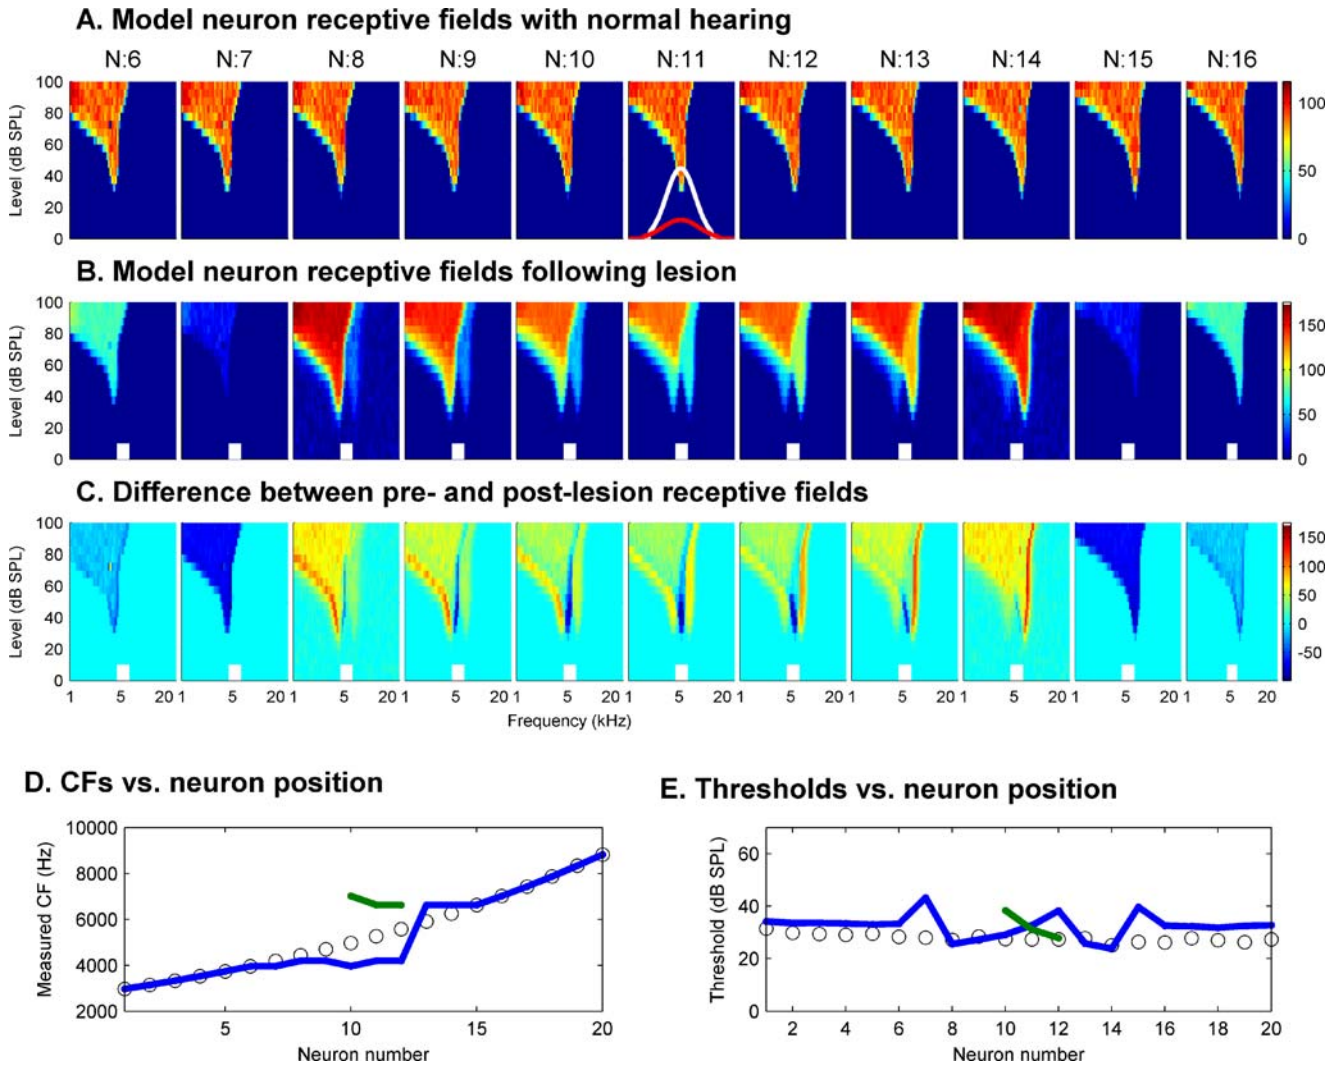 A. Model neuron receptive fields with normal hearing
N:6 N:7 N:8 N:9 N:10 N:11 N:12 N:13 N:14 N:15 N:16
Level (dB SPL)
100
80
60
40
20
0
100
50
0
B. Model neuron receptive fields following lesion
Level (dB SPL)
100
80
60
40
20
0
150
100
50
0
C. Difference between pre- and post-lesion receptive fields
Level (dB SPL)
100
80
60
40
20
0
150
100
50
0
-50
1 5 20 1 5 20 1 5 20 1 5 20 1 5 20 1 5 20 1 5 20 1 5 20 1 5 20 1 5 20 1 5 20
Frequency (kHz)
D. CFs vs. neuron position
Measured CF (Hz)
10000
8000
6000
4000
2000
5 10 15 20
Neuron number
E. Thresholds vs. neuron position
Threshold (dB SPL)
60
40
20
0
2 4 6 8 10 12 14 16 18 20
Neuron number